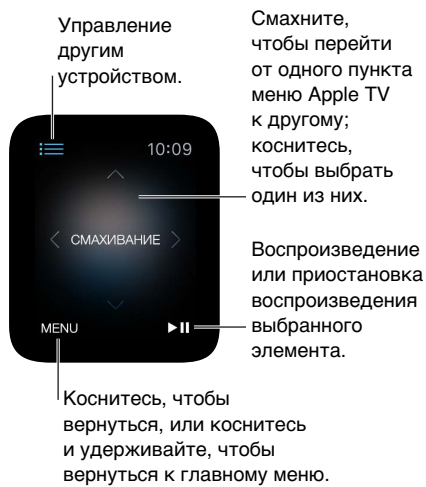 Управление
другим
устройством.
Смахните,
чтобы перейти
от одного пункта
меню Apple TV
к другому;
коснитесь,
чтобы выбрать
один из них.
10:09
СМАХИВАНИЕ
MENU
Воспроизведение
или приостановка
воспроизведения
выбранного
элемента.
Коснитесь, чтобы
вернуться, или коснитесь
и удерживайте, чтобы
вернуться к главному меню.